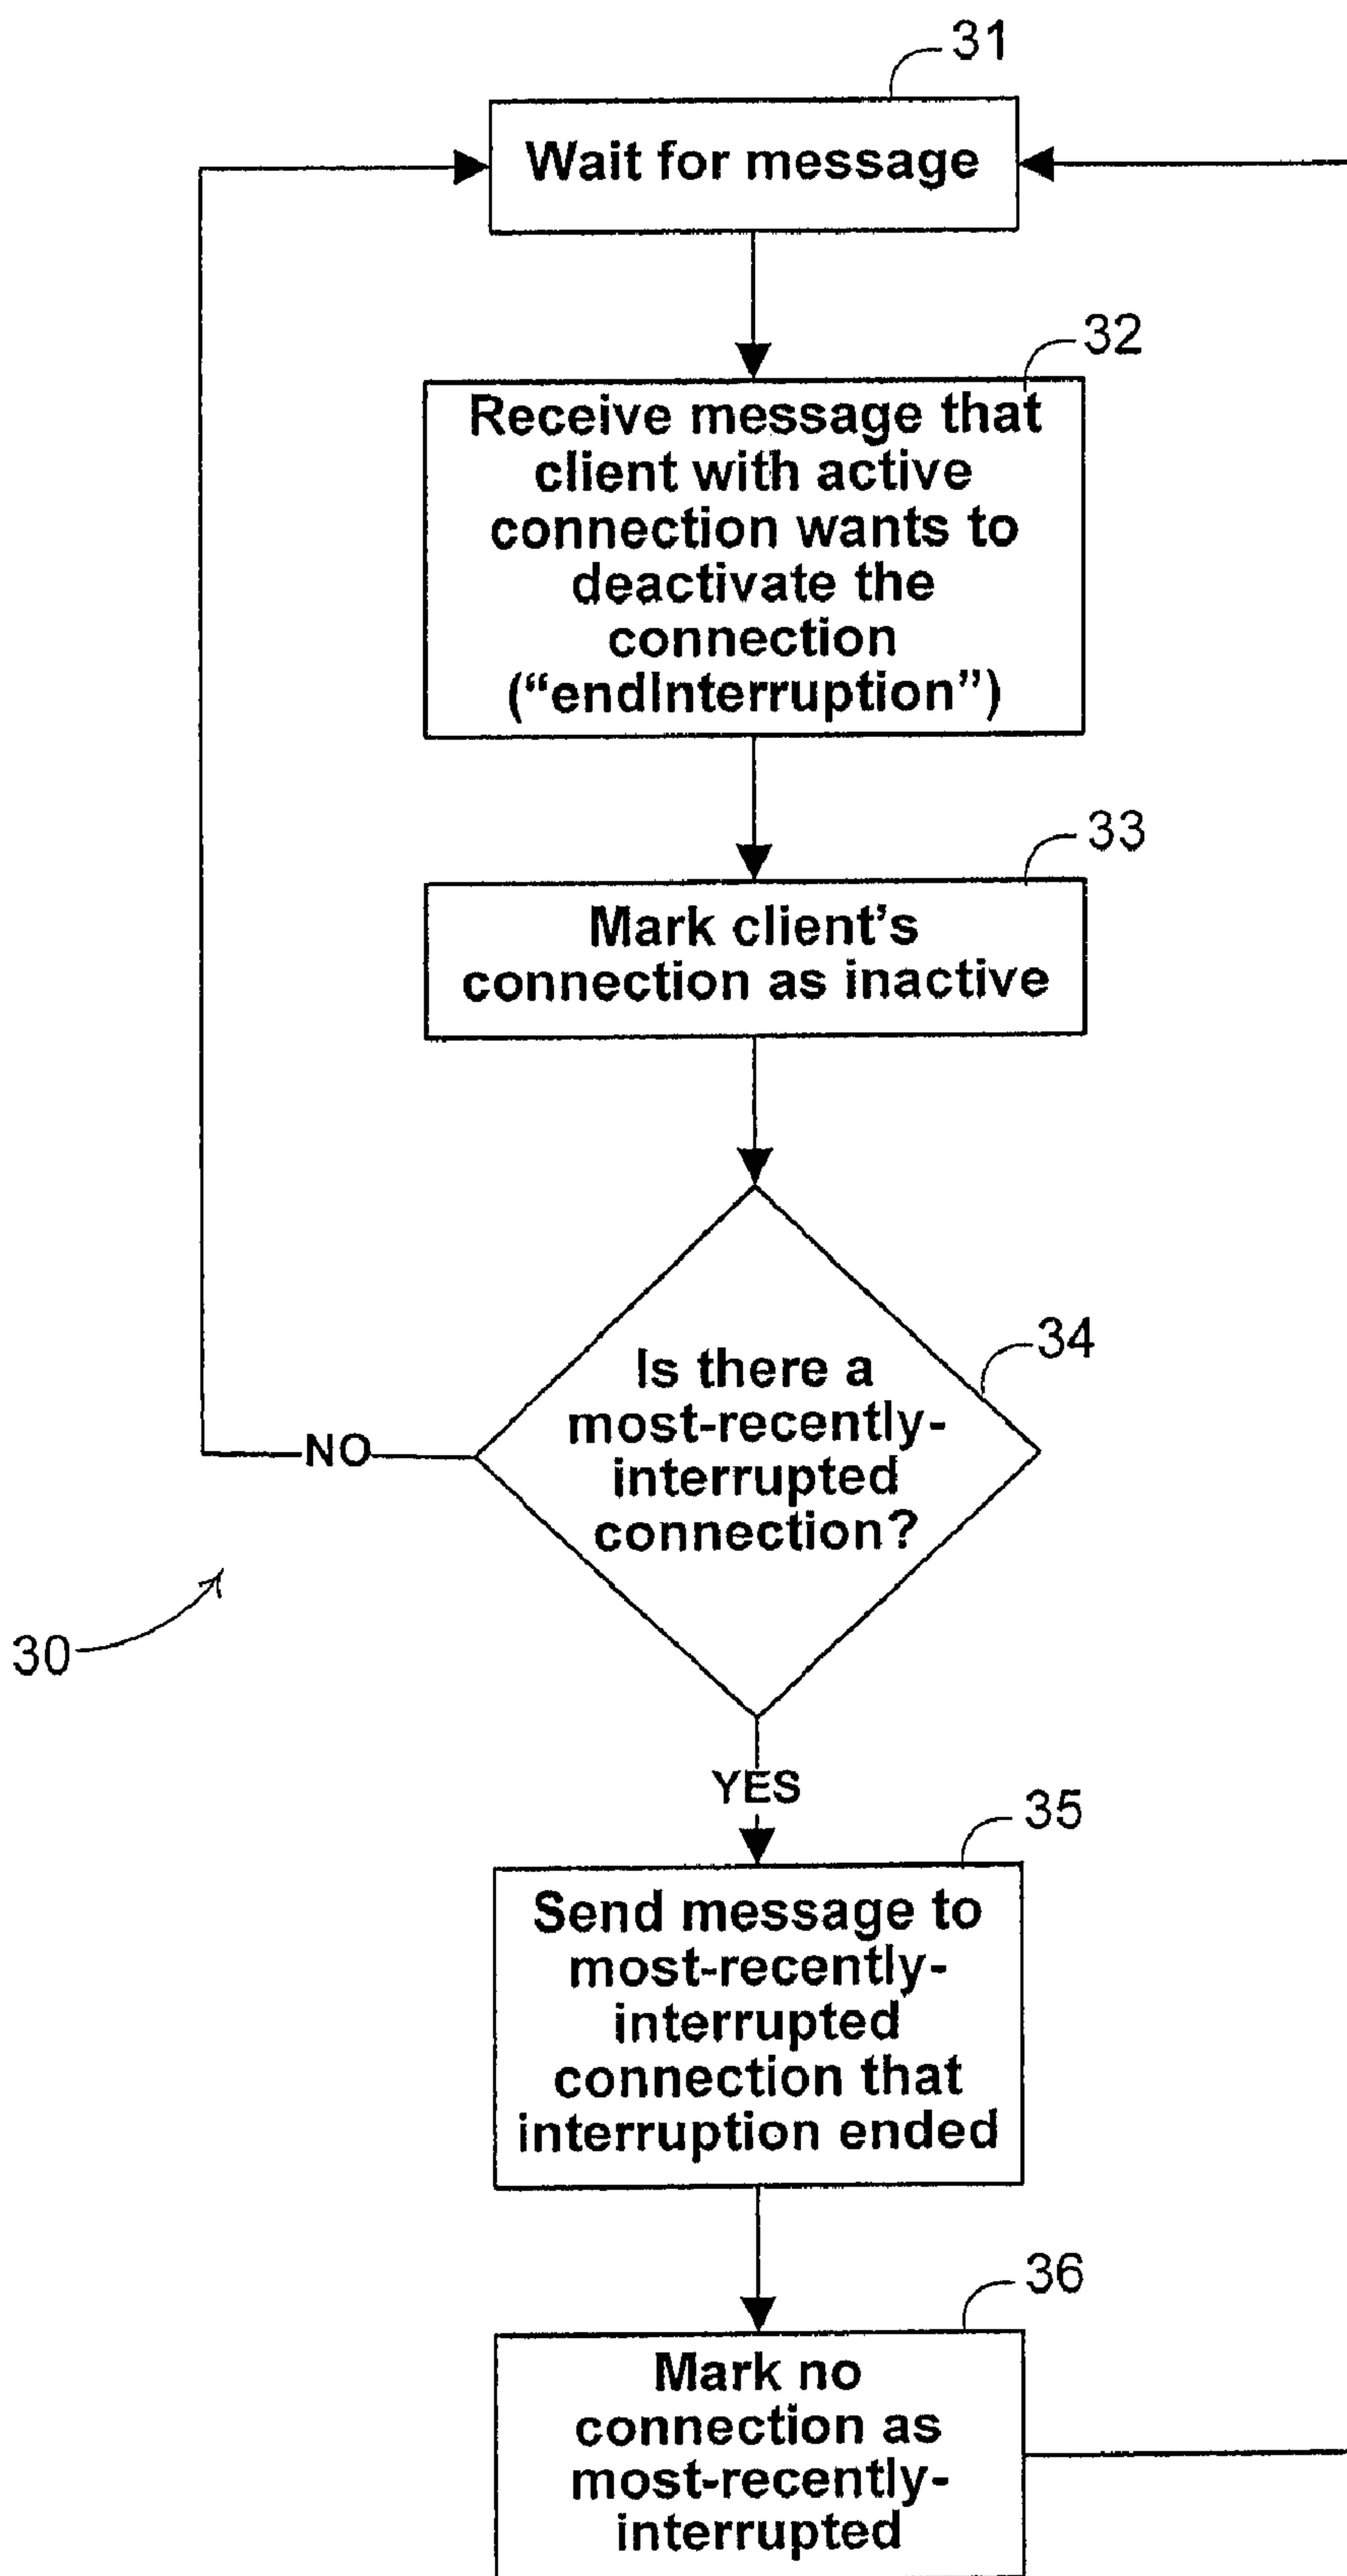 31
Wait for message
32
Receive message that
client with active
connection wants to
deactivate the
connection
(“endInterruption”)
33
Mark client’s
connection as inactive
34
Is there a
most-recently-
interrupted
connection?
NO
30
YES
35
Send message to
most-recently-
interrupted
connection that
interruption ended
36
Mark no
connection as
most-recently-
interrupted